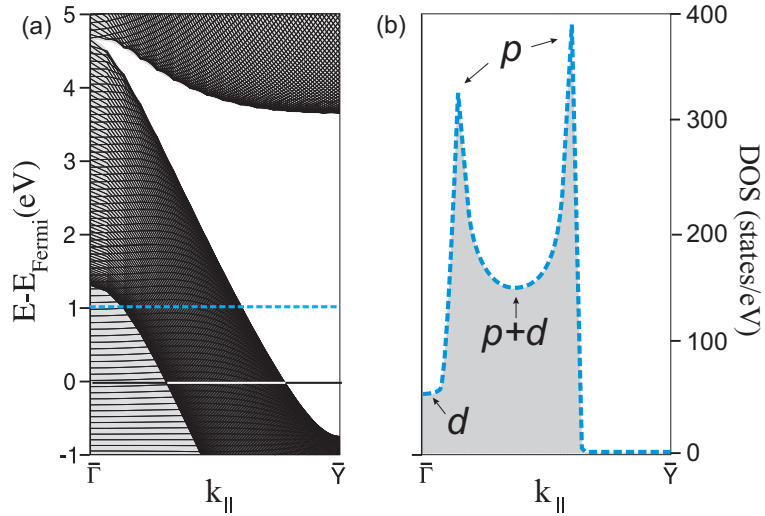 (a)
5
4
3
2
1
0
-1
E-E_Fermi(eV)
Γ̄
k_||
Ȳ
(b)
p
p+d
d
400
300
200
100
0
DOS (states/eV)
Γ̄
k_||
Ȳ